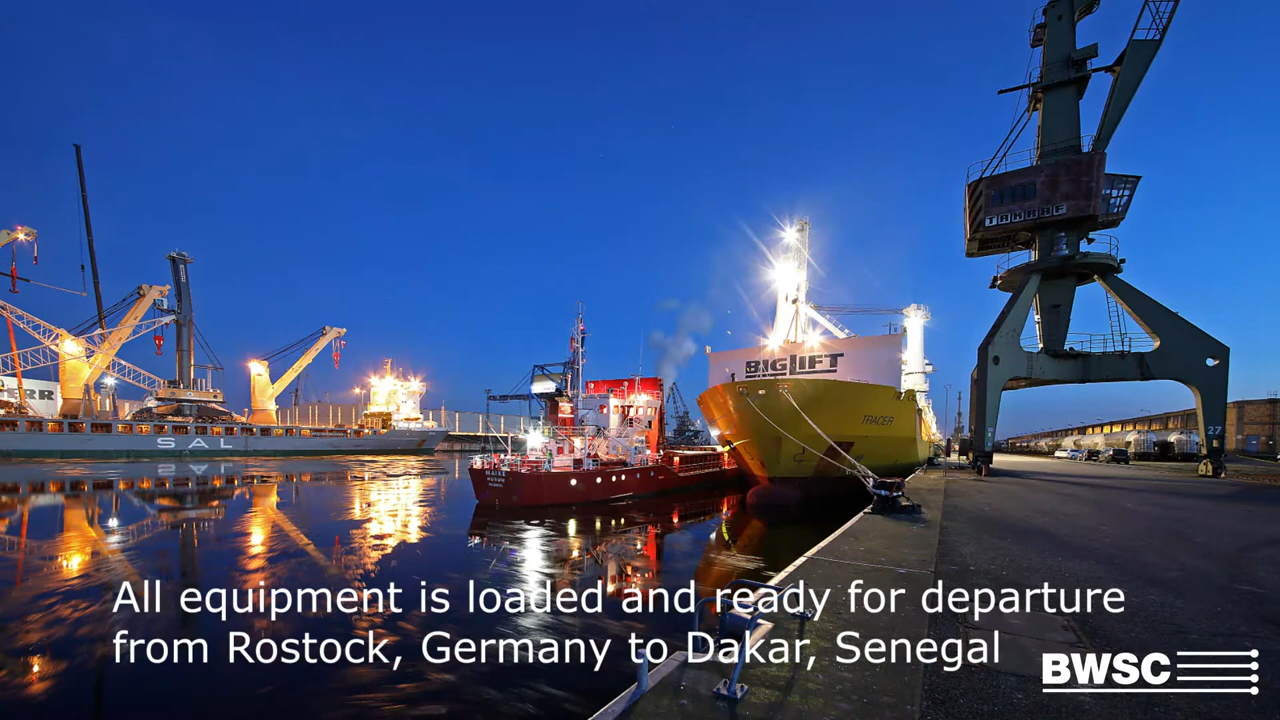 TAKRAF
BIGLIFT
TRACER
RR
SAL
27
All equipment is loaded and ready for departure
from Rostock, Germany to Dakar, Senegal
BWSC